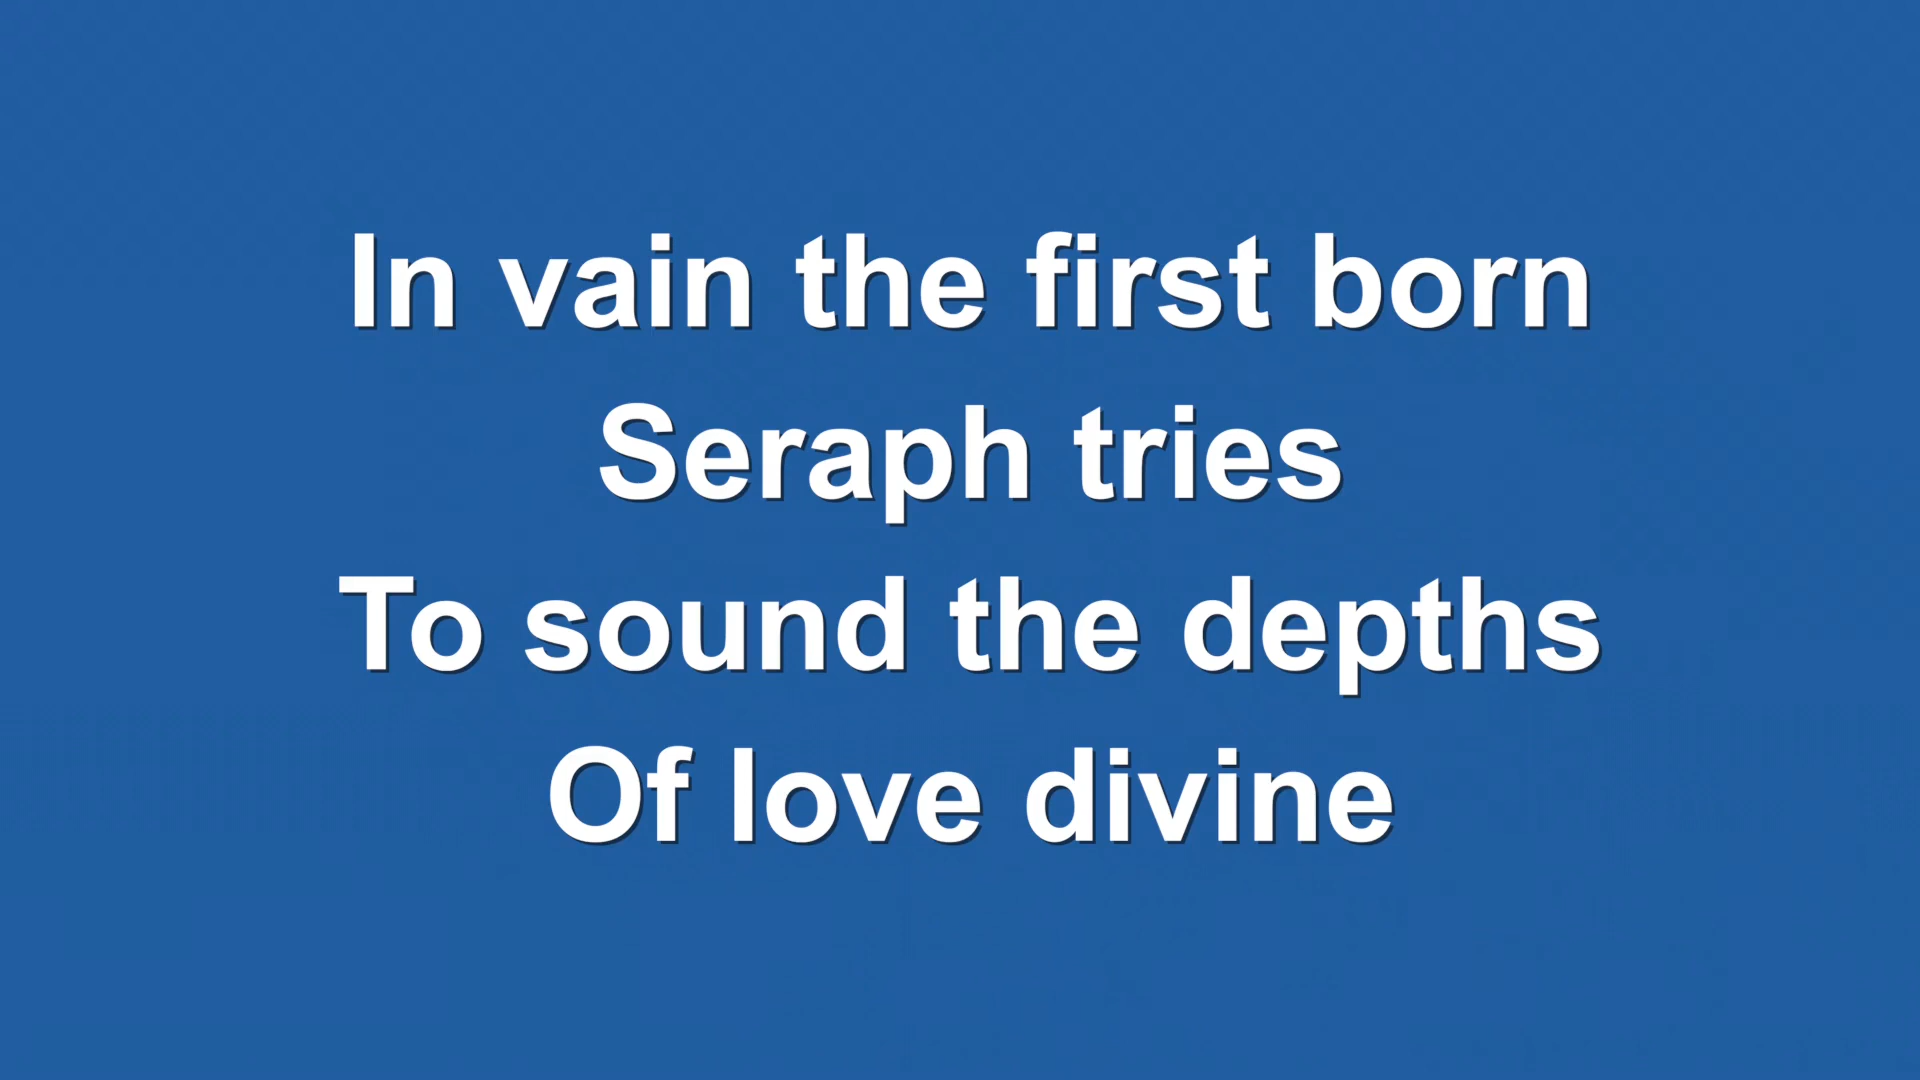 In vain the first born
Seraph tries
To sound the depths
Of love divine